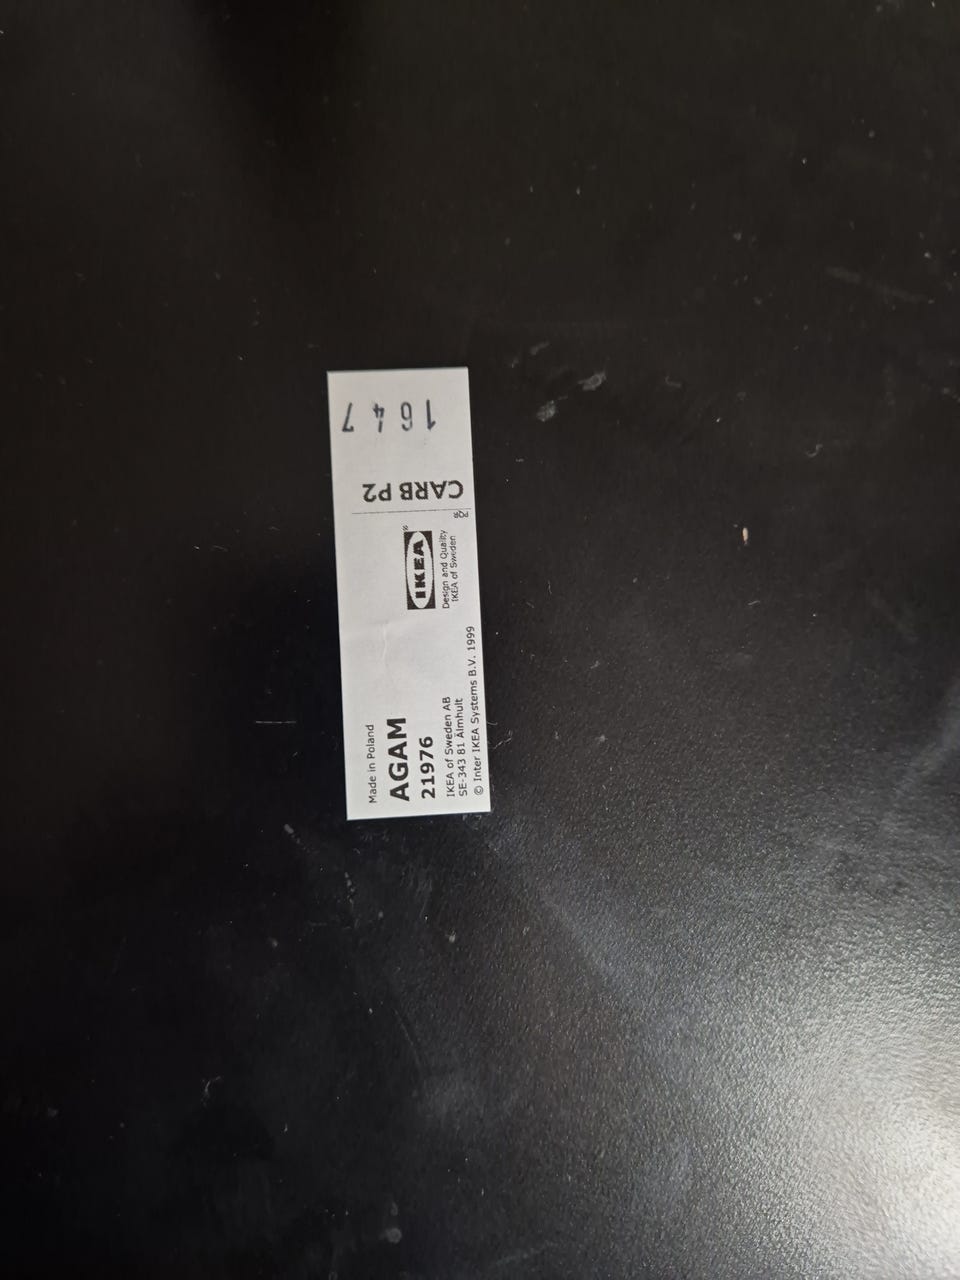 Made in Poland
AGAM
21976
IKEA of Sweden AB
SE-343 81 Älmhult
© Inter IKEA Systems B.V. 1999
IKEA®
Design and Quality
IKEA of Sweden
PQR
CARB P2
1647